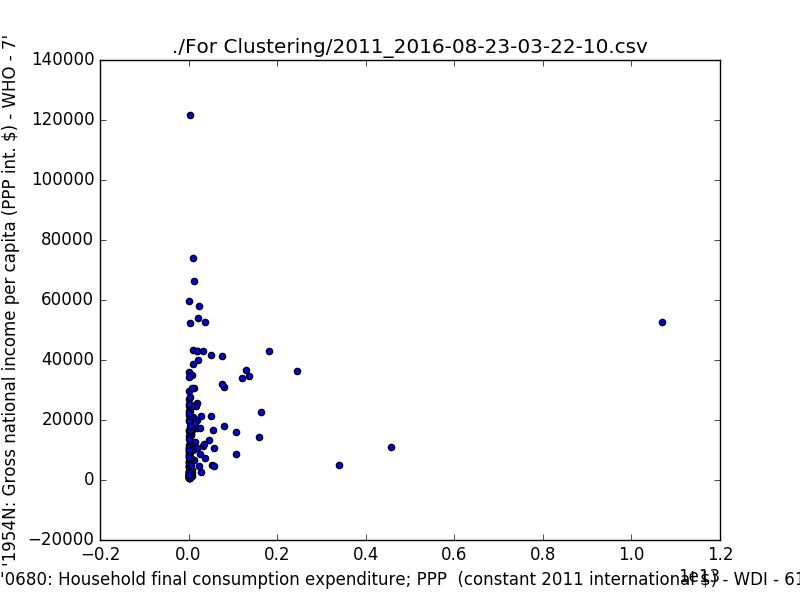 ./For Clustering/2011_2016-08-23-03-22-10.csv
'1954N: Gross national income per capita (PPP int. $) - WHO - 7'
140000
120000
100000
80000
60000
40000
20000
0
−20000
−0.2 0.0 0.2 0.4 0.6 0.8 1.0 1.2
1e13
'0680: Household final consumption expenditure; PPP (constant 2011 international $) - WDI - 61